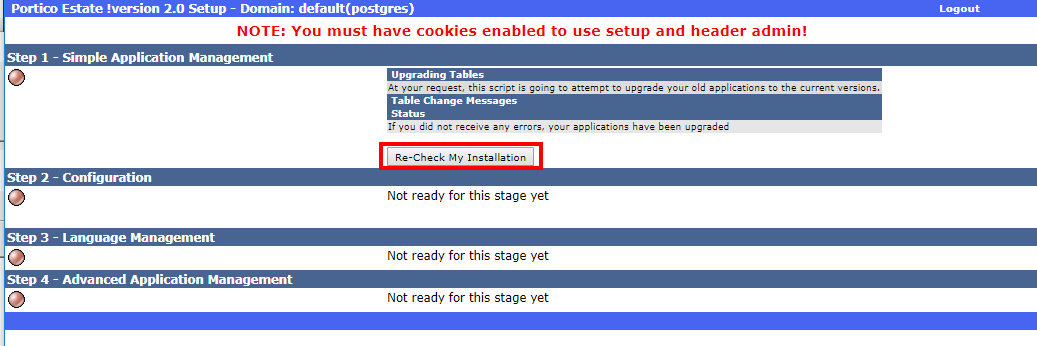 Portico Estate !version 2.0 Setup - Domain: default(postgres)
Logout
NOTE: You must have cookies enabled to use setup and header admin!
Step 1 - Simple Application Management
Upgrading Tables
At your request, this script is going to attempt to upgrade your old applications to the current versions.
Table Change Messages
Status
If you did not receive any errors, your applications have been upgraded
Re-Check My Installation
Step 2 - Configuration
Not ready for this stage yet
Step 3 - Language Management
Not ready for this stage yet
Step 4 - Advanced Application Management
Not ready for this stage yet